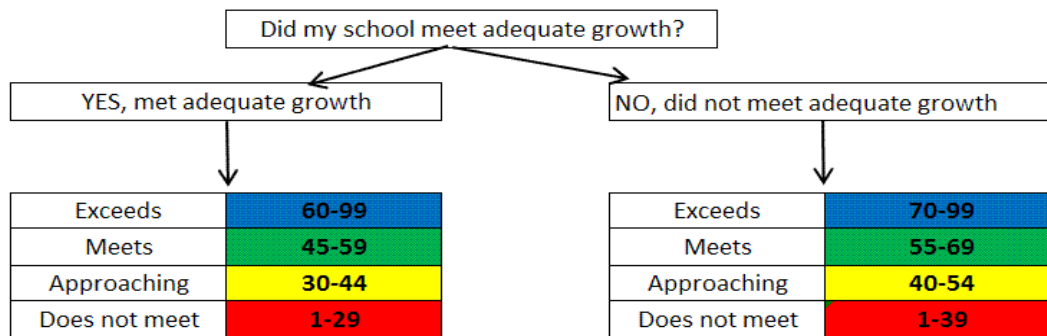 Did my school meet adequate growth?
YES, met adequate growth
NO, did not meet adequate growth
Exceeds 60-99
Meets 45-59
Approaching 30-44
Does not meet 1-29
Exceeds 70-99
Meets 55-69
Approaching 40-54
Does not meet 1-39